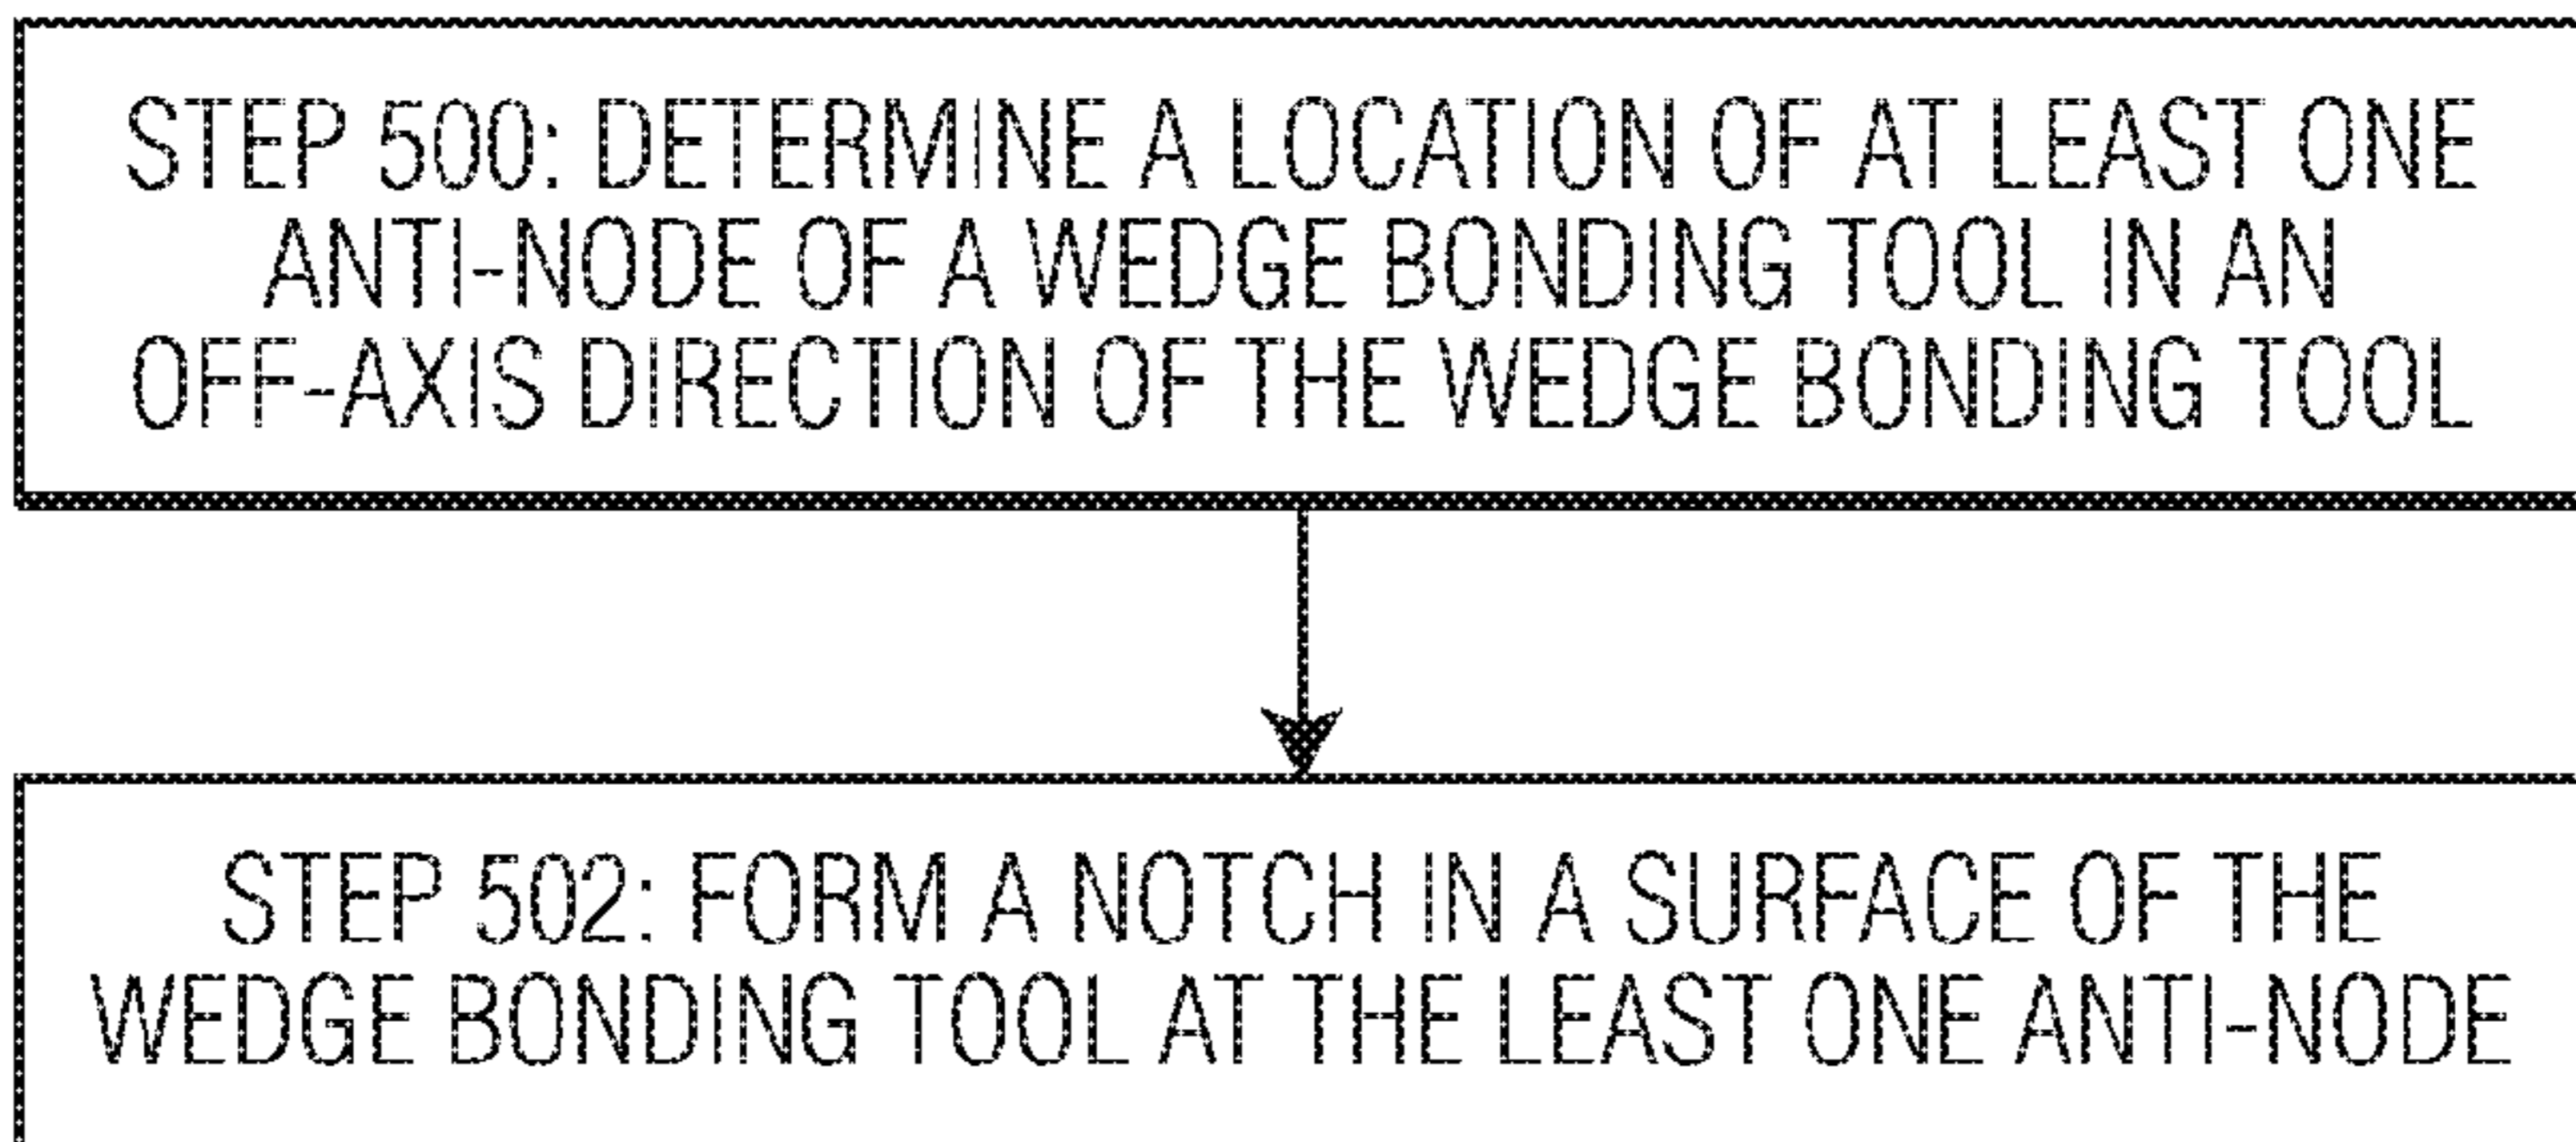 STEP 500: DETERMINE A LOCATION OF AT LEAST ONE
ANTI-NODE OF A WEDGE BONDING TOOL IN AN
OFF-AXIS DIRECTION OF THE WEDGE BONDING TOOL
STEP 502: FORM A NOTCH IN A SURFACE OF THE
WEDGE BONDING TOOL AT THE LEAST ONE ANTI-NODE